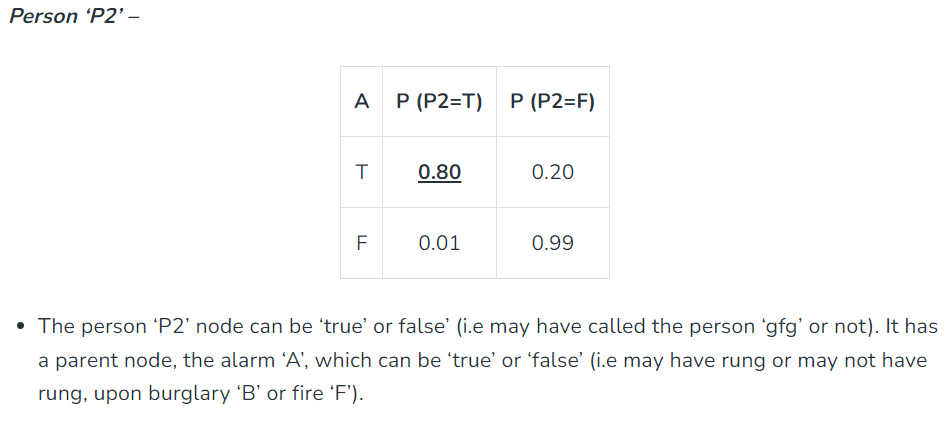 Person ‘P2’ –
A P (P2=T) P (P2=F)
T 0.80 0.20
F 0.01 0.99
• The person ‘P2’ node can be ‘true’ or false’ (i.e may have called the person ‘gfg’ or not). It has
a parent node, the alarm ‘A’, which can be ‘true’ or ‘false’ (i.e may have rung or may not have
rung, upon burglary ‘B’ or fire ‘F’).